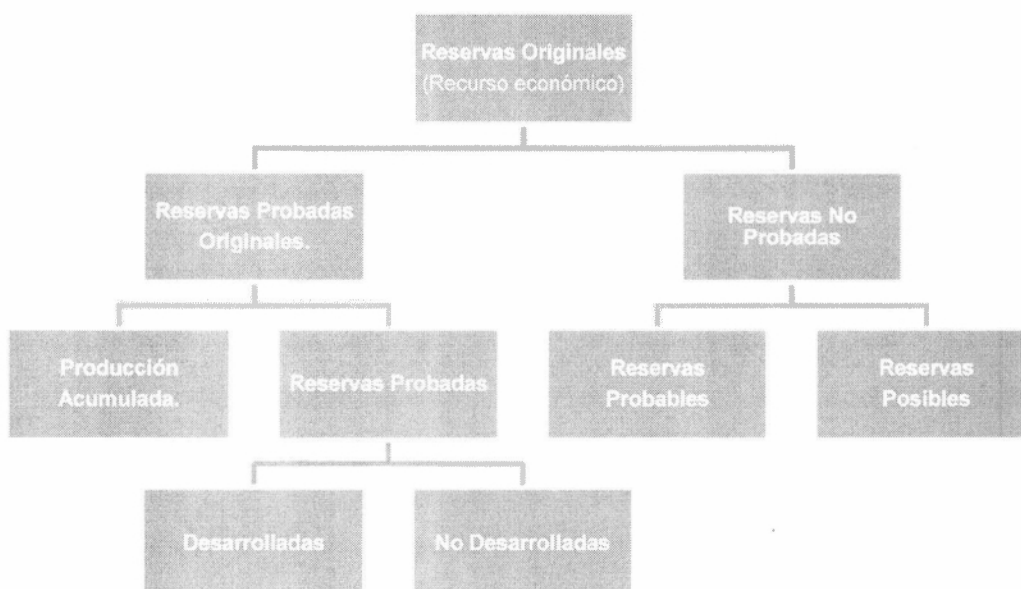 Reservas Originales
(Recurso económico)
Reservas Probadas
Originales.
Reservas No
Probadas
Producción
Acumulada.
Reservas Probadas
Reservas
Probables
Reservas
Posibles
Desarrolladas
No Desarrolladas